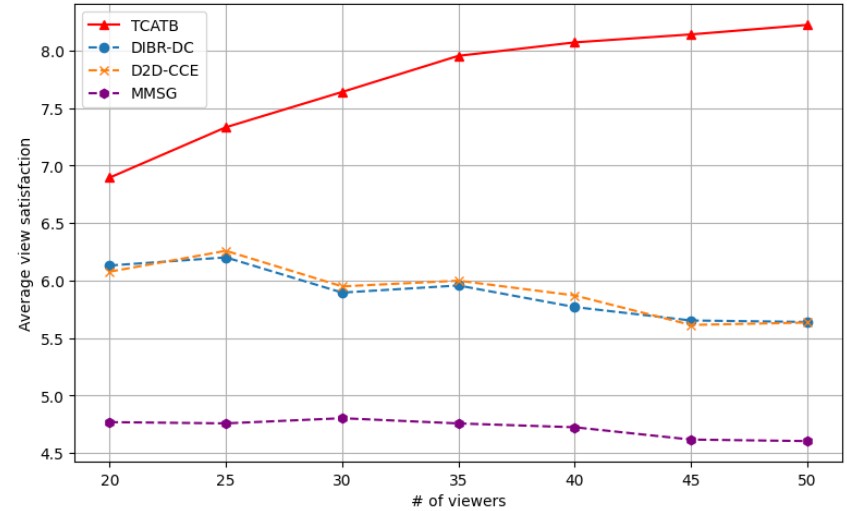 TCATB
DIBR-DC
D2D-CCE
MMSG
8.0
7.5
7.0
6.5
6.0
5.5
5.0
4.5
Average view satisfaction
20 25 30 35 40 45 50
# of viewers